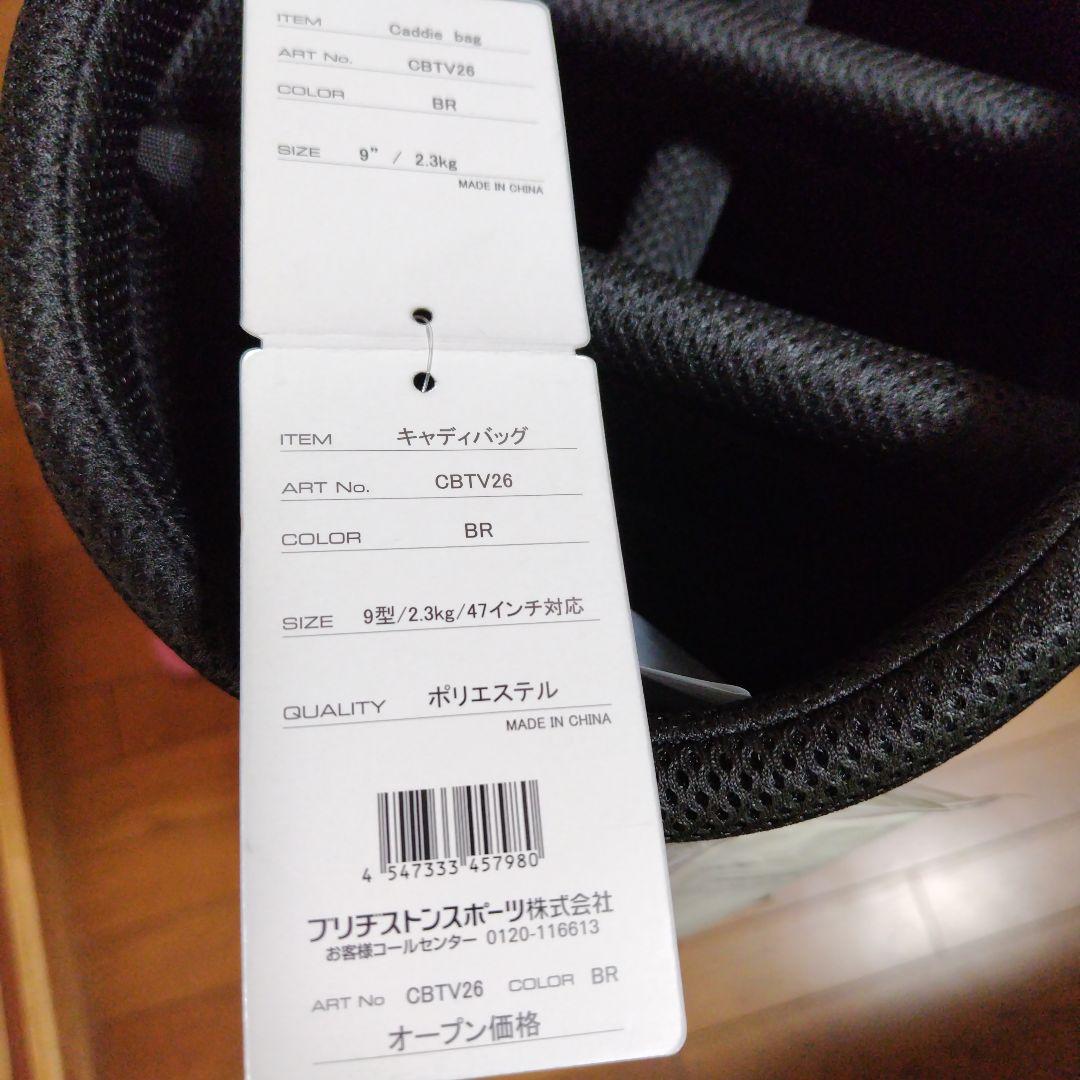 ITEM Caddie bag
ART No. CBTV26
COLOR BR
SIZE 9” / 2.3kg
MADE IN CHINA
ITEM キャディバッグ
ART No. CBTV26
COLOR BR
SIZE 9型/2.3kg/47インチ対応
QUALITY ポリエステル
MADE IN CHINA
4 547333 457980
ブリヂストンスポーツ株式会社
お客様コールセンター 0120-116613
ART No CBTV26 COLOR BR
オープン価格